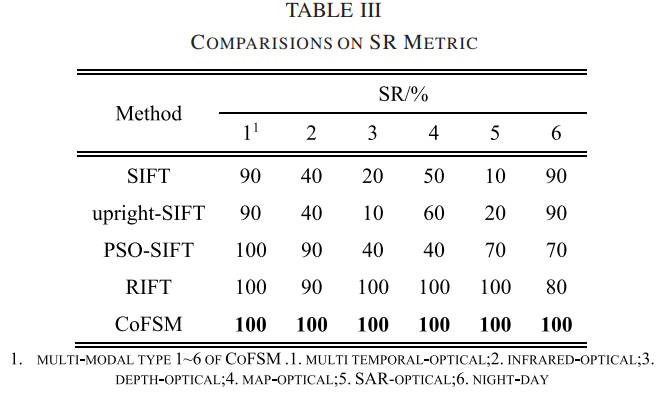 TABLE III
COMPARISIONS ON SR METRIC
Method SR/%
1¹ 2 3 4 5 6
SIFT 90 40 20 50 10 90
upright-SIFT 90 40 10 60 20 90
PSO-SIFT 100 90 40 40 70 70
RIFT 100 90 100 100 100 80
CoFSM 100 100 100 100 100 100
1. MULTI-MODAL TYPE 1~6 OF COFSM .1. MULTI TEMPORAL-OPTICAL;2. INFRARED-OPTICAL;3.
DEPTH-OPTICAL;4. MAP-OPTICAL;5. SAR-OPTICAL;6. NIGHT-DAY